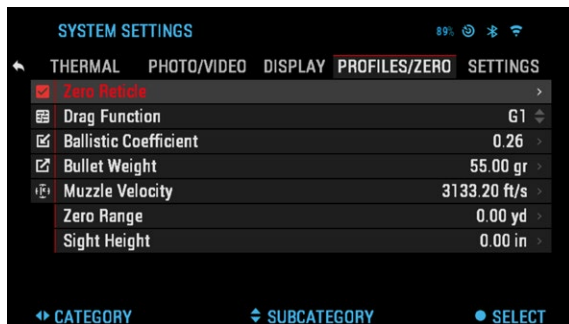 SYSTEM SETTINGS 89%
THERMAL PHOTO/VIDEO DISPLAY PROFILES/ZERO SETTINGS
Zero Reticle
Drag Function G1
Ballistic Coefficient 0.26
Bullet Weight 55.00 gr
Muzzle Velocity 3133.20 ft/s
Zero Range 0.00 yd
Sight Height 0.00 in
CATEGORY SUBCATEGORY SELECT